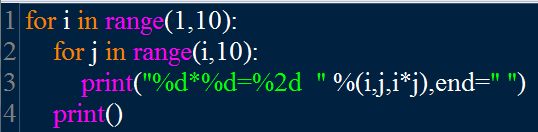 1 for i in range(1,10):
2     for j in range(i,10):
3         print("%d*%d=%2d  " %(i,j,i*j),end=" ")
4     print()